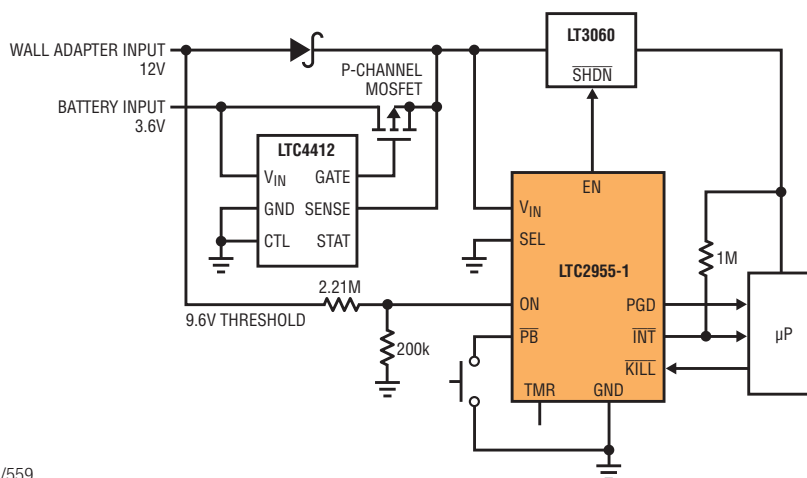 WALL ADAPTER INPUT
12V
BATTERY INPUT
3.6V
P-CHANNEL
MOSFET
LT3060
SHDN
LTC4412
VIN GATE
GND SENSE
CTL STAT
EN
VIN
SEL
LTC2955-1
ON
PB
PGD
INT
KILL
TMR GND
1M
µP
2.21M
9.6V THRESHOLD
200k
/559